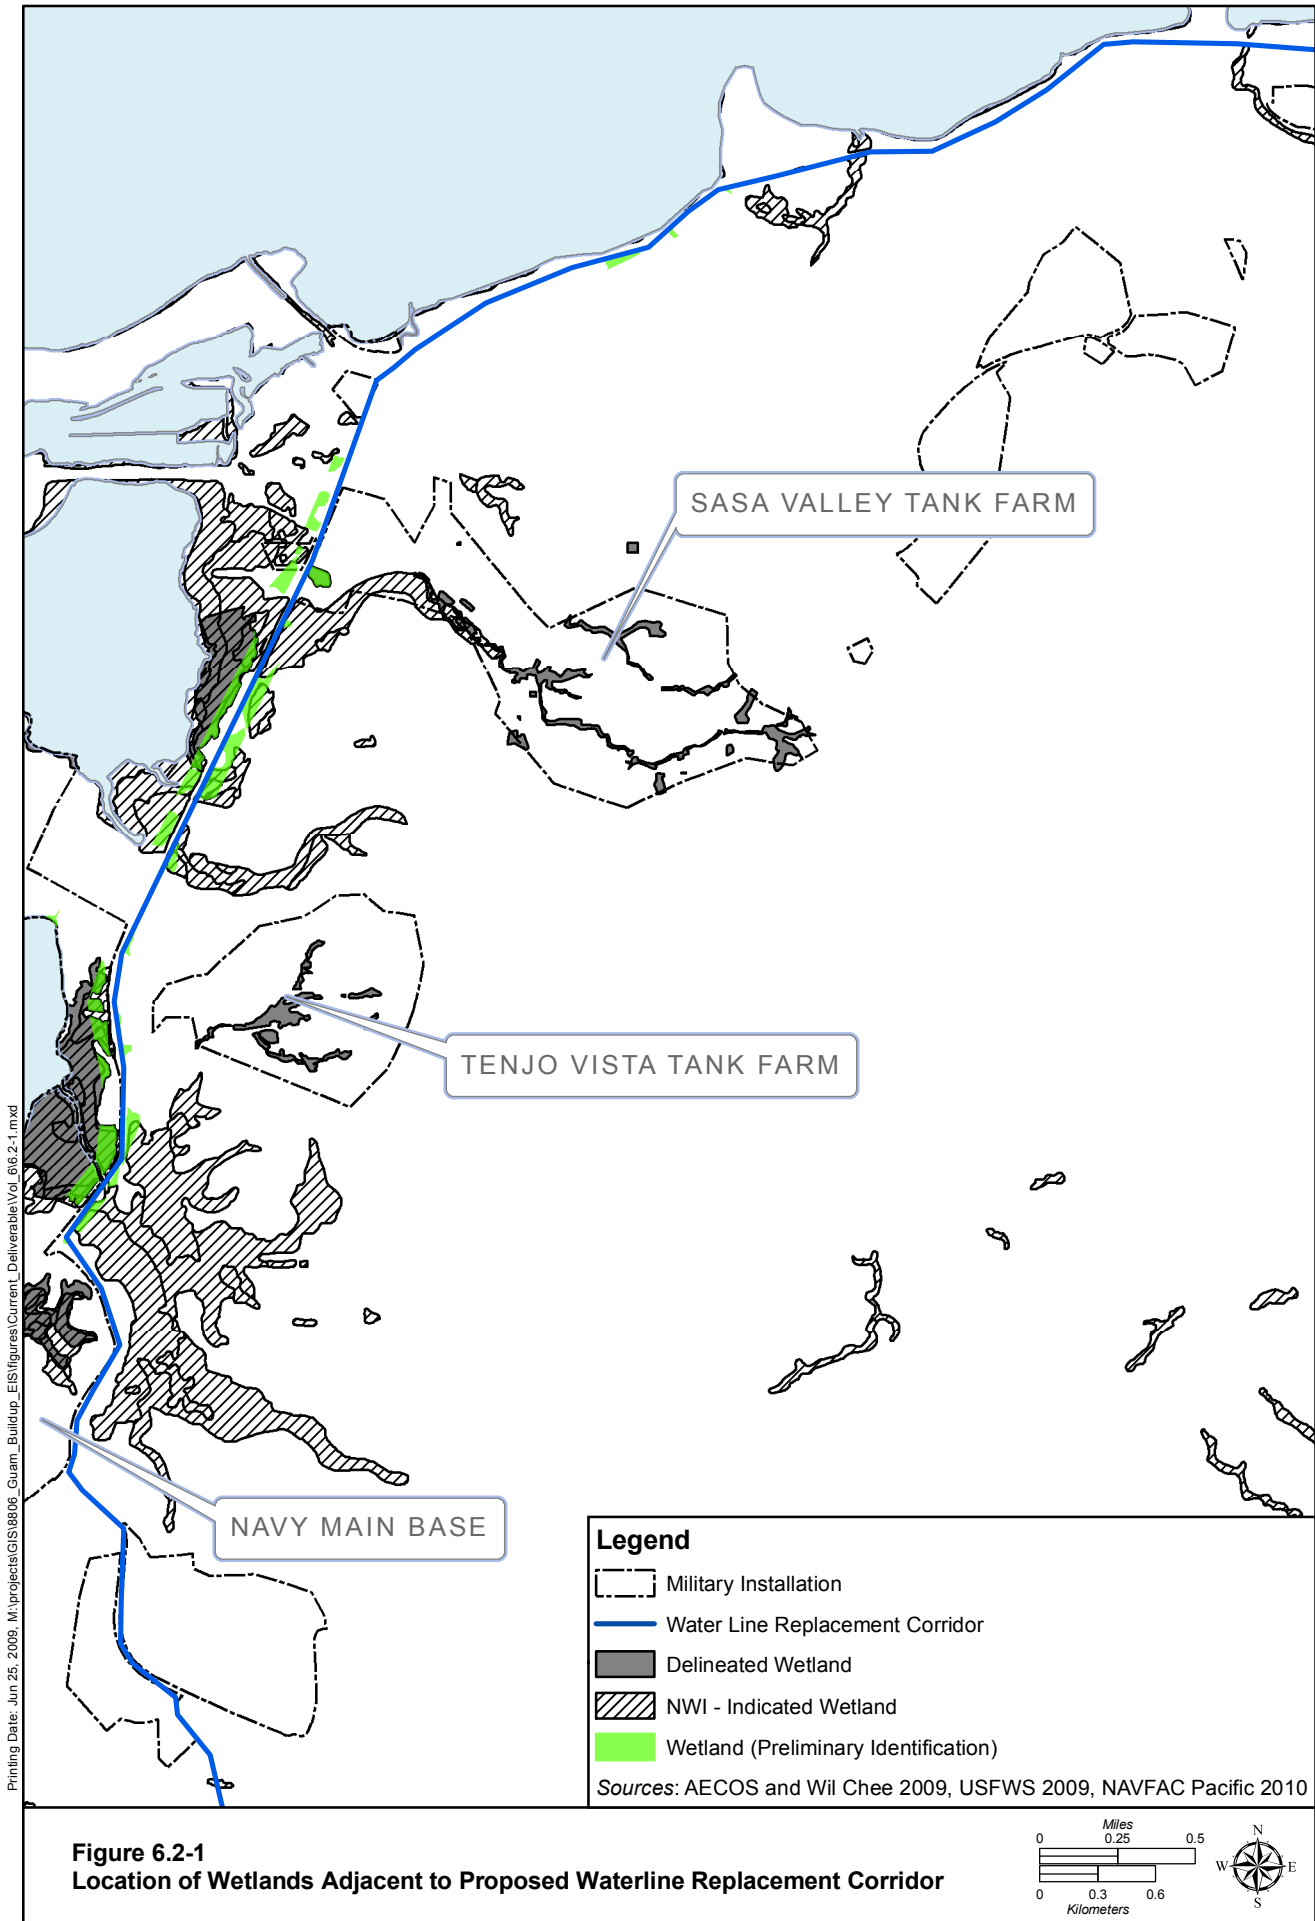 SASA VALLEY TANK FARM
TENJO VISTA TANK FARM
NAVY MAIN BASE
Printing Date: Jun 25, 2009, M:\projects\GIS\8806_Guam_Buildup_EIS\figures\Current_Deliverable\Vol_6\6.2-1.mxd
Legend
Military Installation
Water Line Replacement Corridor
Delineated Wetland
NWI - Indicated Wetland
Wetland (Preliminary Identification)
Sources: AECOS and Wil Chee 2009, USFWS 2009, NAVFAC Pacific 2010
Figure 6.2-1
Location of Wetlands Adjacent to Proposed Waterline Replacement Corridor
Miles
0 0.25 0.5
0 0.3 0.6
Kilometers
N
W E
S